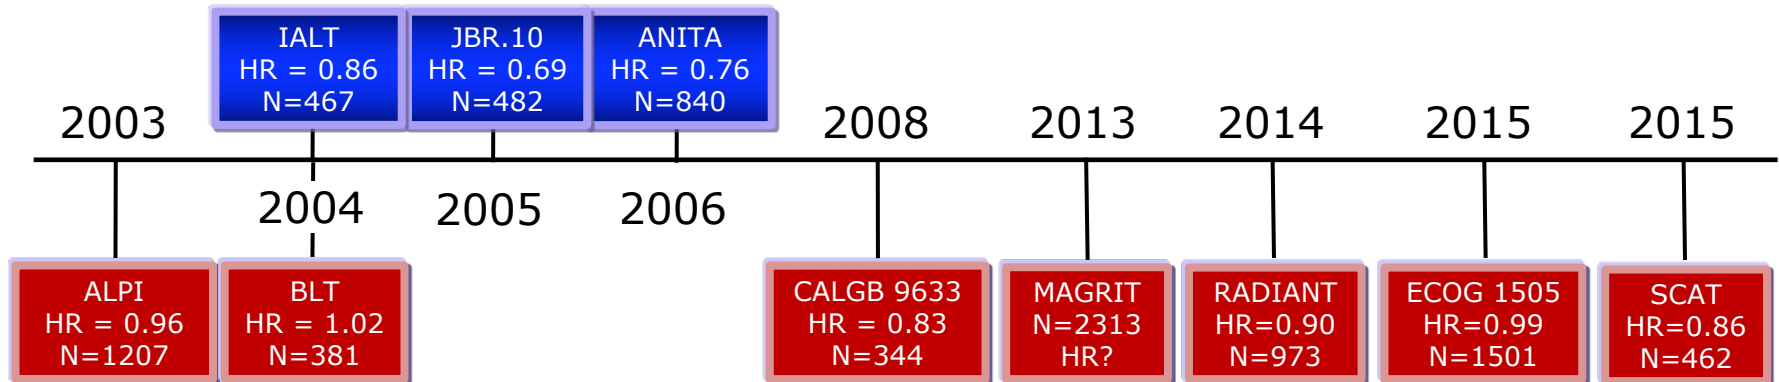 IALT
HR = 0.86
N=467
JBR.10
HR = 0.69
N=482
ANITA
HR = 0.76
N=840
2003
2008
2013
2014
2015
2015
2004
2005
2006
ALPI
HR = 0.96
N=1207
BLT
HR = 1.02
N=381
CALGB 9633
HR = 0.83
N=344
MAGRIT
N=2313
HR?
RADIANT
HR=0.90
N=973
ECOG 1505
HR=0.99
N=1501
SCAT
HR=0.86
N=462